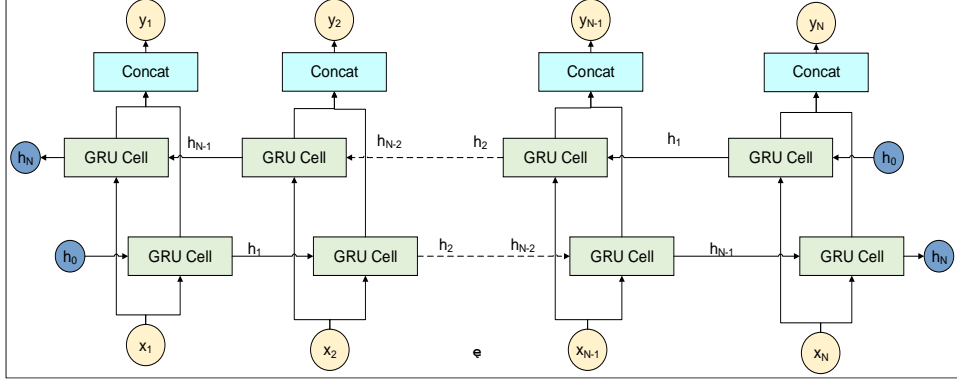 y1 y2 yN-1 yN
Concat Concat Concat Concat
hN GRU Cell hN-1 GRU Cell hN-2 h2 GRU Cell h1 GRU Cell h0
h0 GRU Cell h1 GRU Cell h2 hN-2 GRU Cell hN-1 GRU Cell hN
x1 x2 xN-1 xN